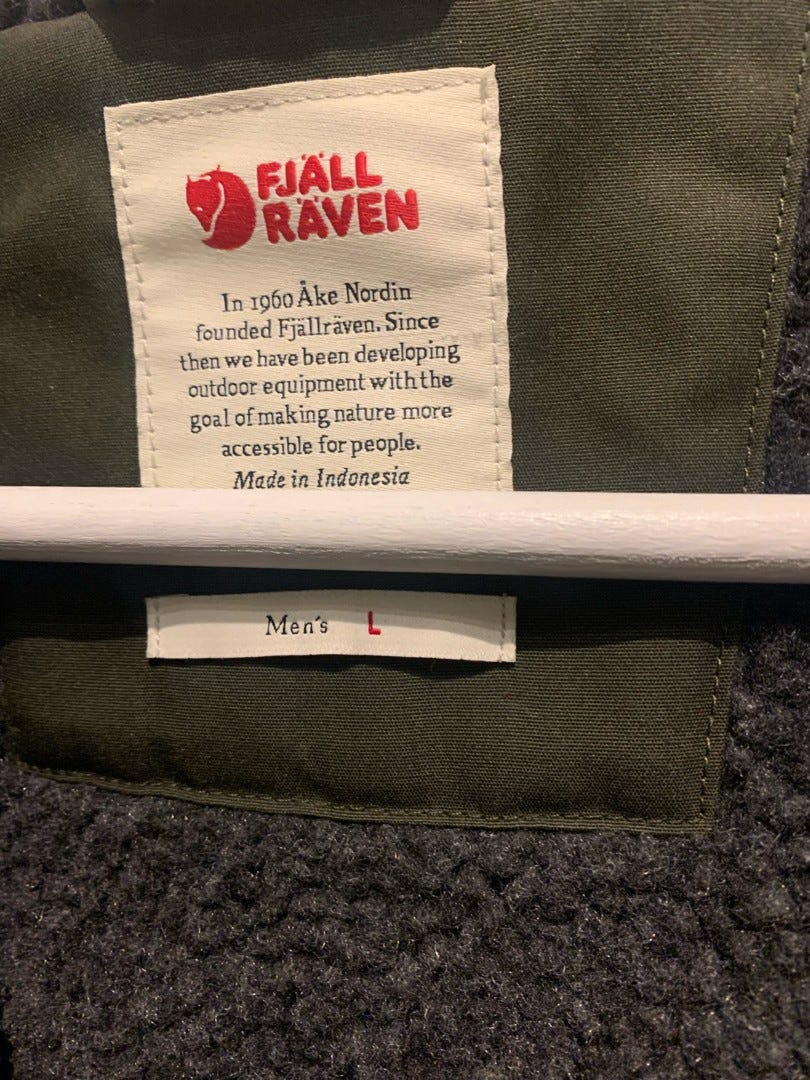 FJÄLL
RÄVEN
In 1960 Åke Nordin
founded Fjällräven. Since
then we have been developing
outdoor equipment with the
goal of making nature more
accessible for people.
Made in Indonesia
Men's L